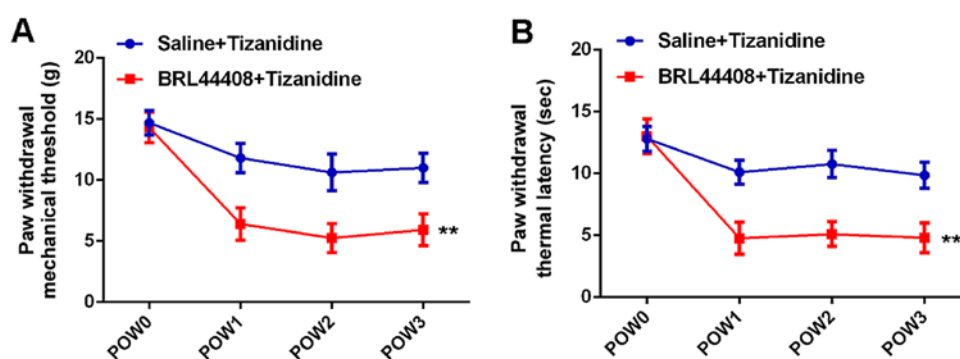 A
Saline+Tizanidine
BRL44408+Tizanidine
Paw withdrawal
mechanical threshold (g)
20
15
10
5
0
**
POW0
POW1
POW2
POW3
B
Saline+Tizanidine
BRL44408+Tizanidine
Paw withdrawal
thermal latency (sec)
20
15
10
5
0
**
POW0
POW1
POW2
POW3